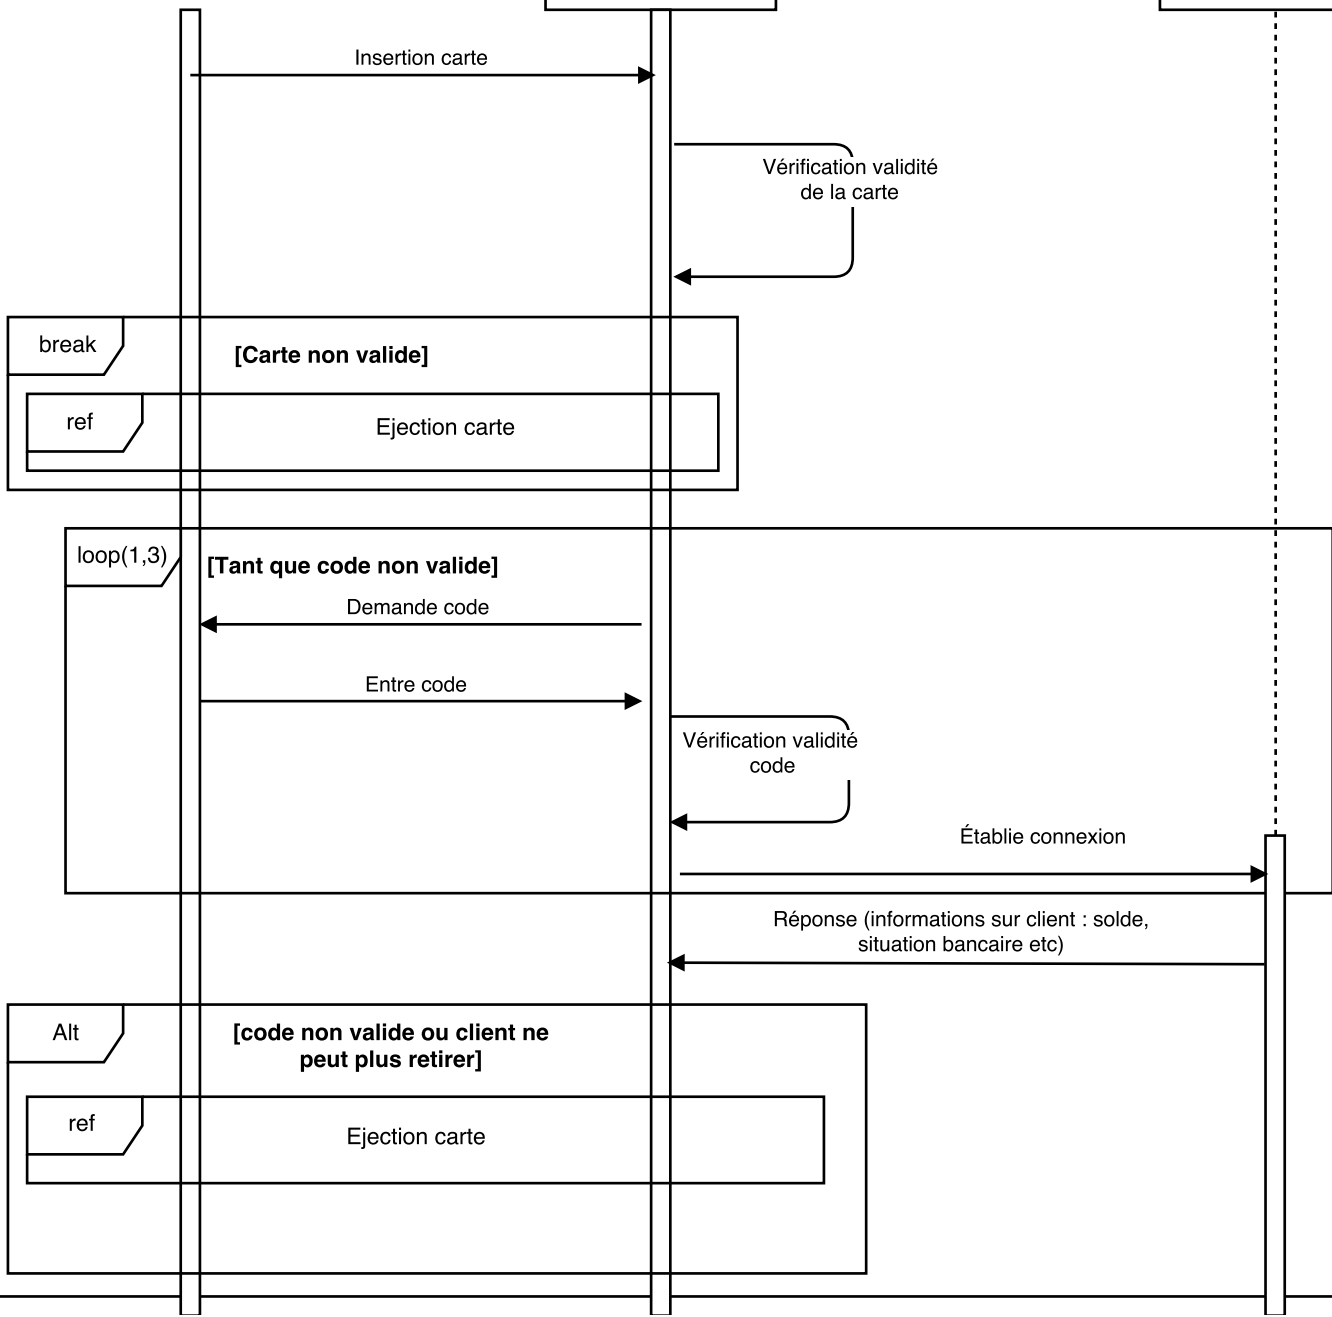 Insertion carte
Vérification validité
de la carte
break
[Carte non valide]
ref
Ejection carte
loop(1,3)
[Tant que code non valide]
Demande code
Entre code
Vérification validité
code
Établie connexion
Réponse (informations sur client : solde,
situation bancaire etc)
Alt
[code non valide ou client ne
peut plus retirer]
ref
Ejection carte